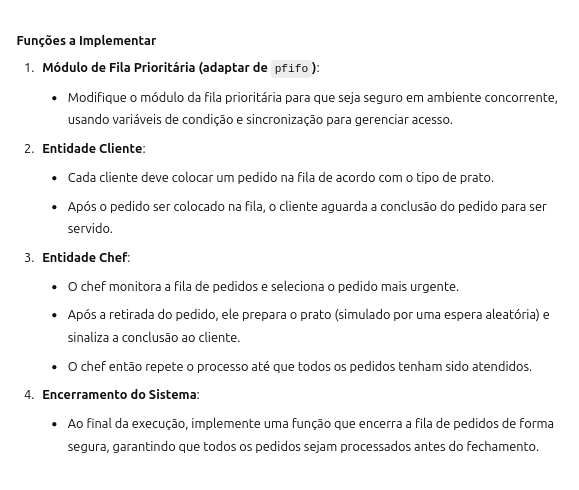 Funções a Implementar
1. Módulo de Fila Prioritária (adaptar de pfifo):
• Modifique o módulo da fila prioritária para que seja seguro em ambiente concorrente,
usando variáveis de condição e sincronização para gerenciar acesso.
2. Entidade Cliente:
• Cada cliente deve colocar um pedido na fila de acordo com o tipo de prato.
• Após o pedido ser colocado na fila, o cliente aguarda a conclusão do pedido para ser
servido.
3. Entidade Chef:
• O chef monitora a fila de pedidos e seleciona o pedido mais urgente.
• Após a retirada do pedido, ele prepara o prato (simulado por uma espera aleatória) e
sinaliza a conclusão ao cliente.
• O chef então repete o processo até que todos os pedidos tenham sido atendidos.
4. Encerramento do Sistema:
• Ao final da execução, implemente uma função que encerra a fila de pedidos de forma
segura, garantindo que todos os pedidos sejam processados antes do fechamento.